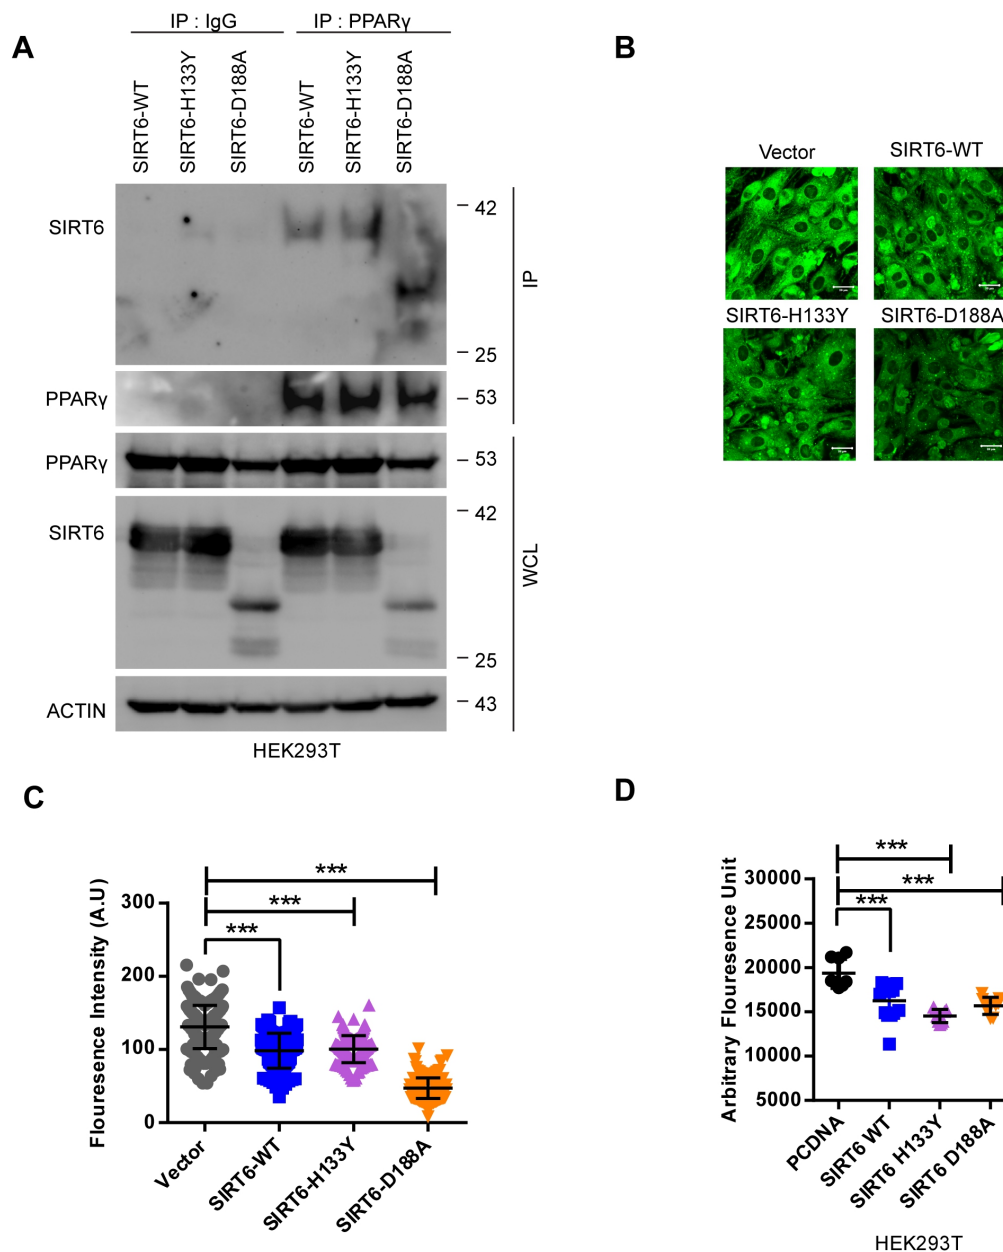 A
IP : IgG
IP : PPARγ
SIRT6-WT
SIRT6-H133Y
SIRT6-D188A
SIRT6-WT
SIRT6-H133Y
SIRT6-D188A
SIRT6
42
25
IP
PPARγ
53
PPARγ
53
SIRT6
42
25
WCL
ACTIN
43
HEK293T
B
Vector
SIRT6-WT
SIRT6-H133Y
SIRT6-D188A
C
Flouresence Intensity (A.U)
300
200
100
0
***
***
***
Vector
SIRT6-WT
SIRT6-H133Y
SIRT6-D188A
D
Arbitrary Flouresence Unit
30000
25000
20000
15000
10000
5000
***
***
***
PCDNA
SIRT6 WT
SIRT6 H133Y
SIRT6 D188A
HEK293T